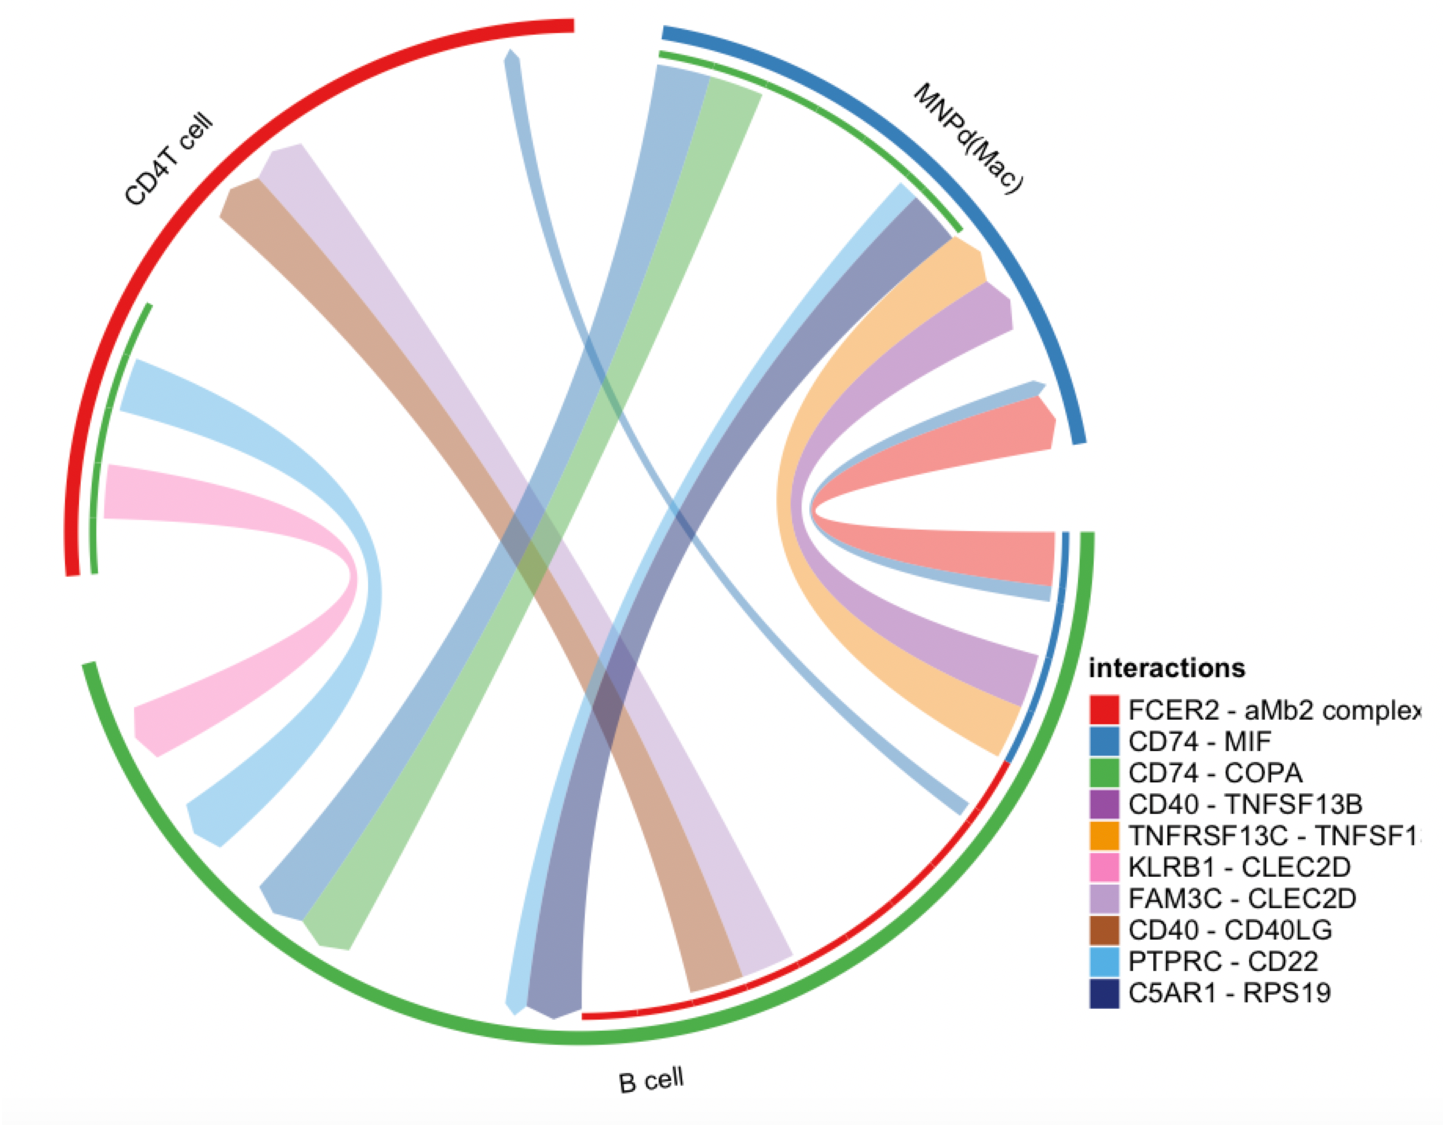 CD4T cell
MNPd(Mac)
B cell
interactions
FCER2 - aMb2 complex
CD74 - MIF
CD74 - COPA
CD40 - TNFSF13B
TNFRSF13C - TNFSF1
KLRB1 - CLEC2D
FAM3C - CLEC2D
CD40 - CD40LG
PTPRC - CD22
C5AR1 - RPS19